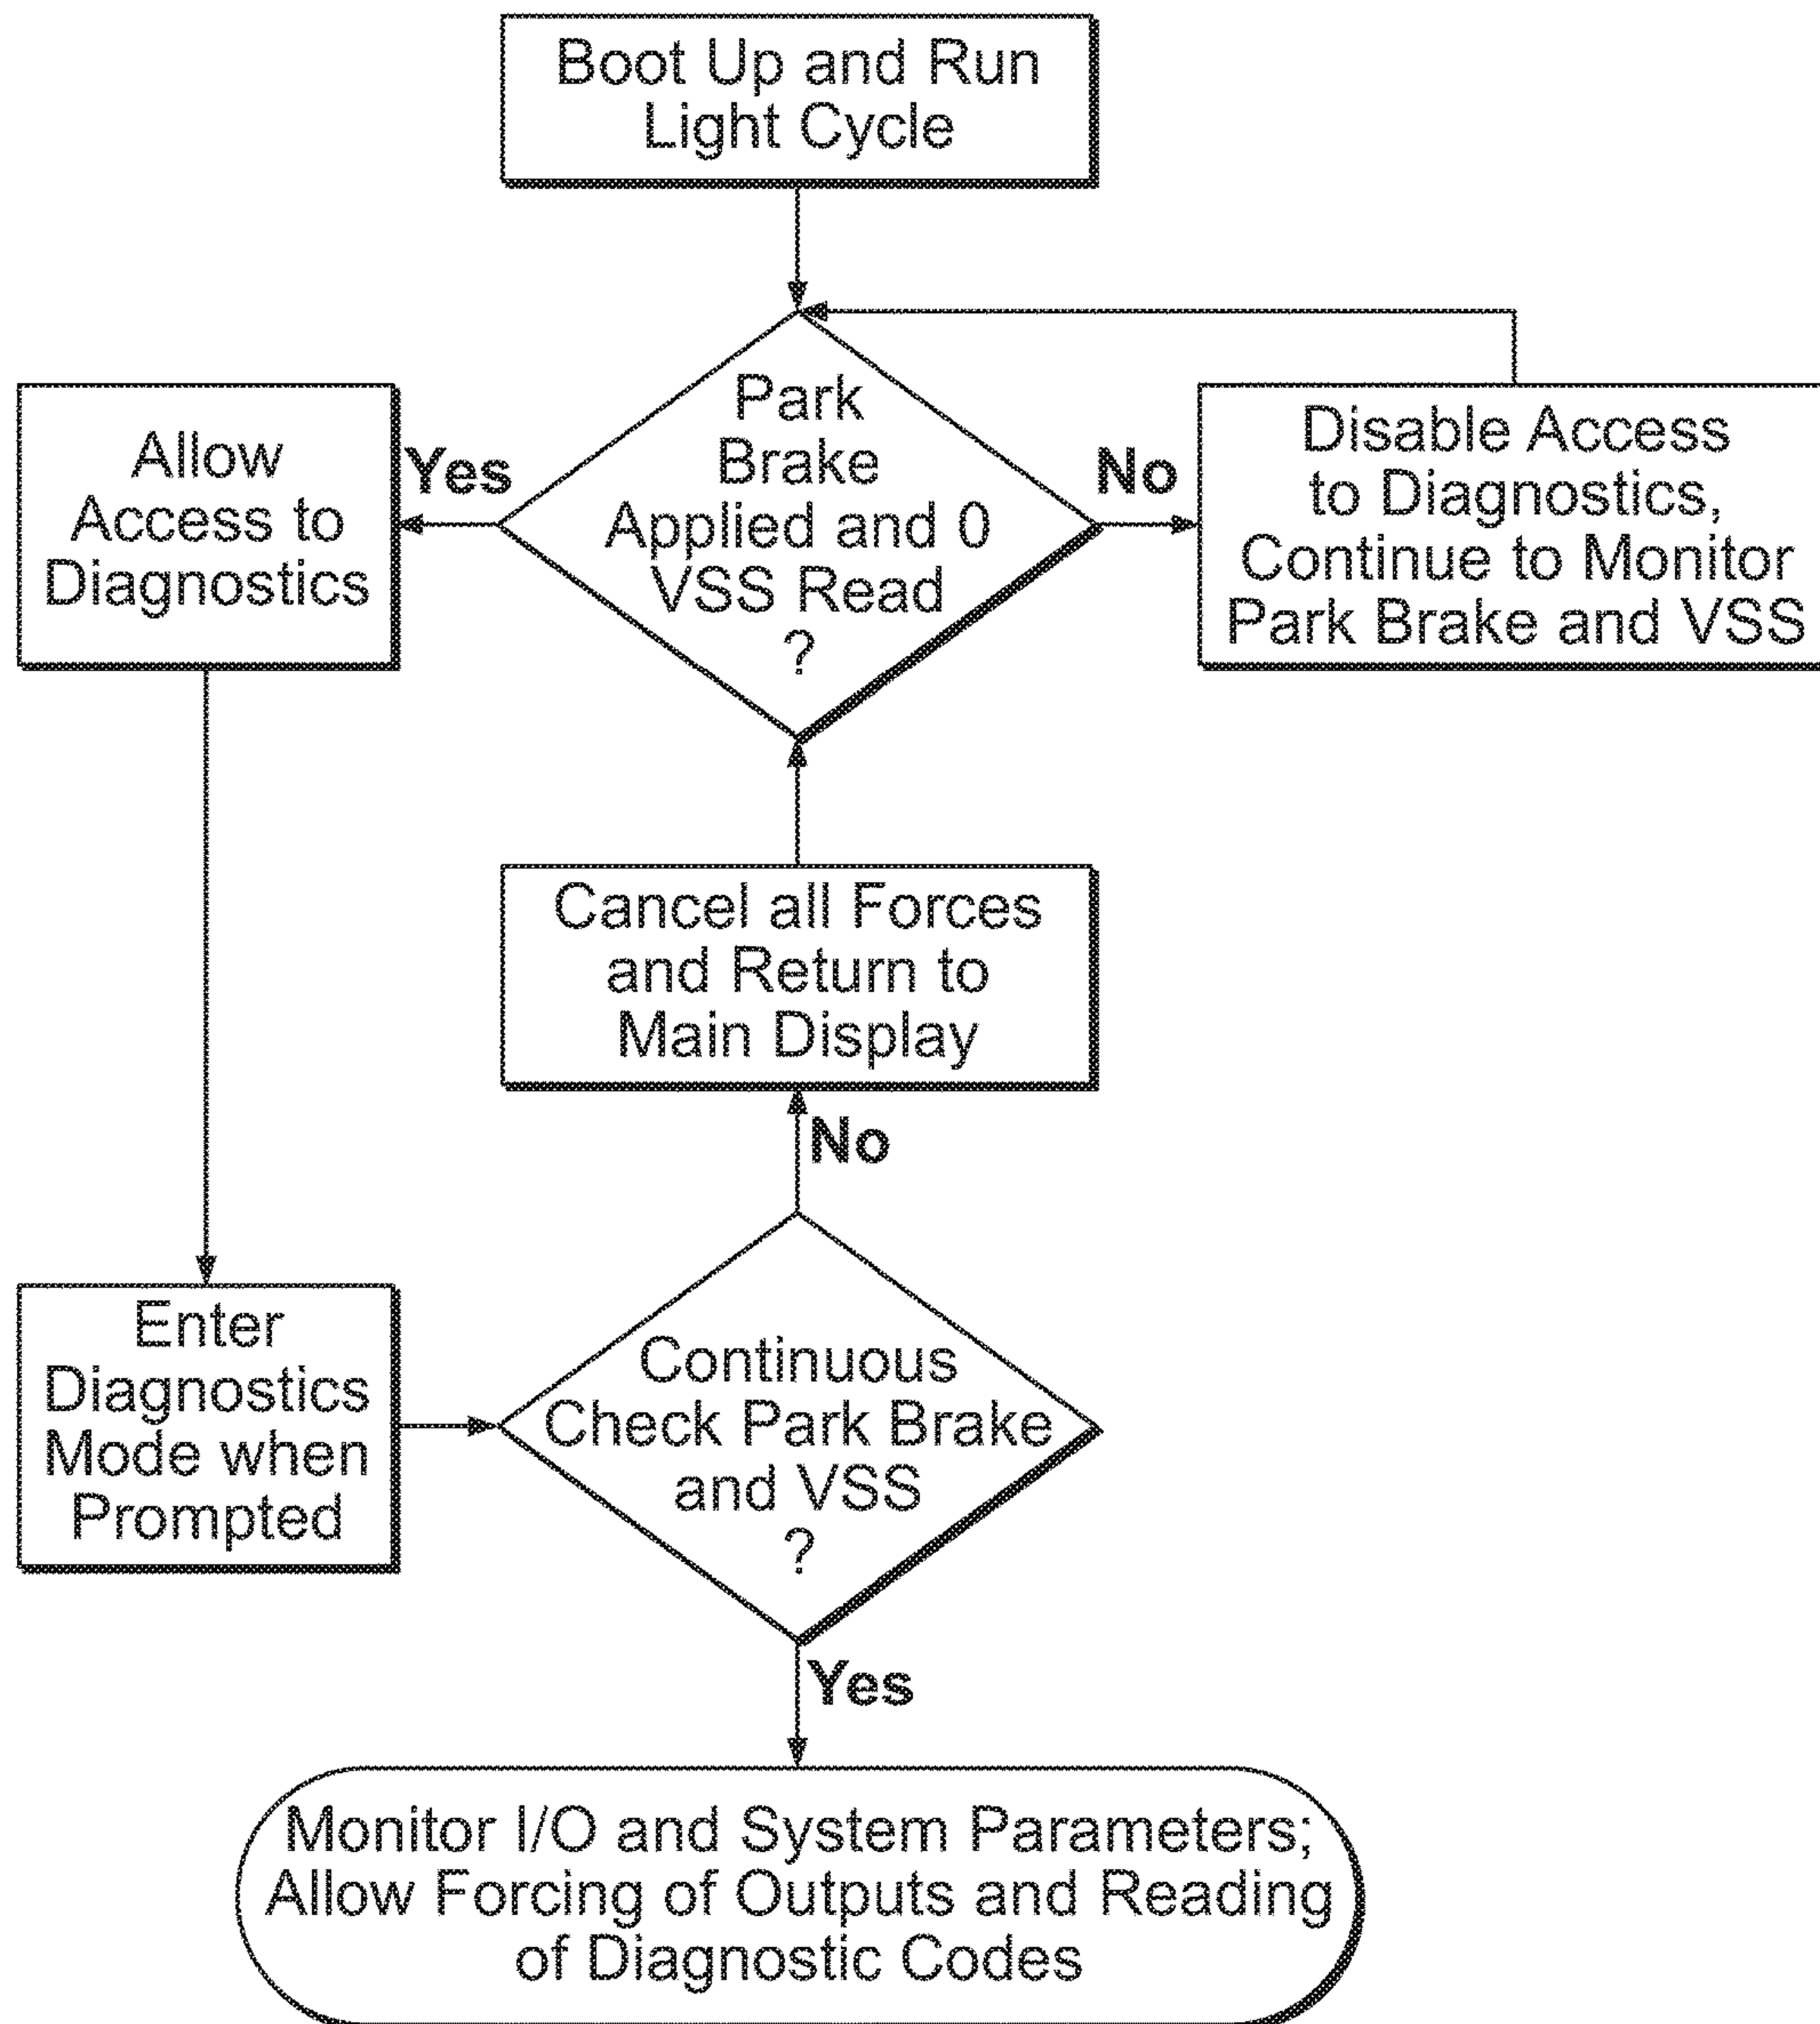 Boot Up and Run
Light Cycle
Park
Brake
Applied and 0
VSS Read
?
Yes
No
Allow
Access to
Diagnostics
Disable Access
to Diagnostics,
Continue to Monitor
Park Brake and VSS
Cancel all Forces
and Return to
Main Display
No
Enter
Diagnostics
Mode when
Prompted
Continuous
Check Park Brake
and VSS
?
Yes
Monitor I/O and System Parameters;
Allow Forcing of Outputs and Reading
of Diagnostic Codes